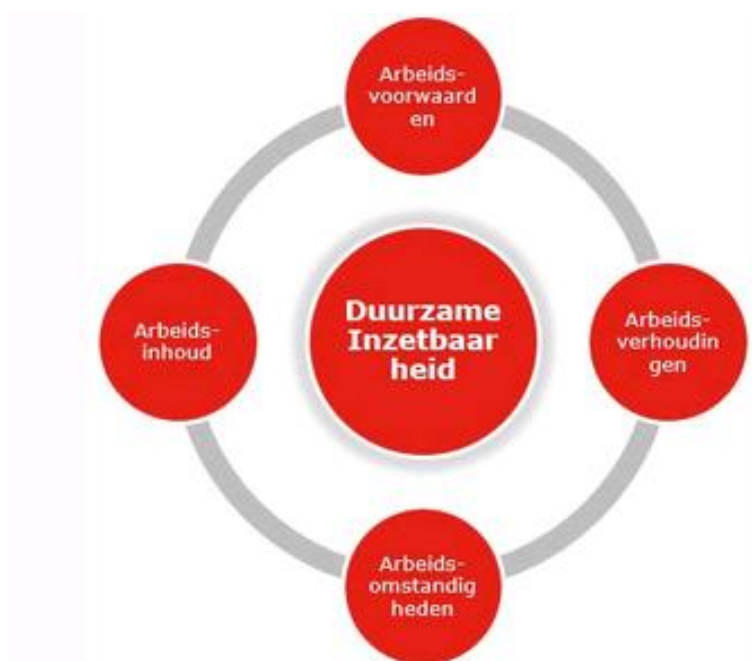 Arbeids-
voorwaard
en
Arbeids-
inhoud
Duurzame
Inzetbaar
heid
Arbeids-
verhoudin
gen
Arbeids-
omstandig
heden